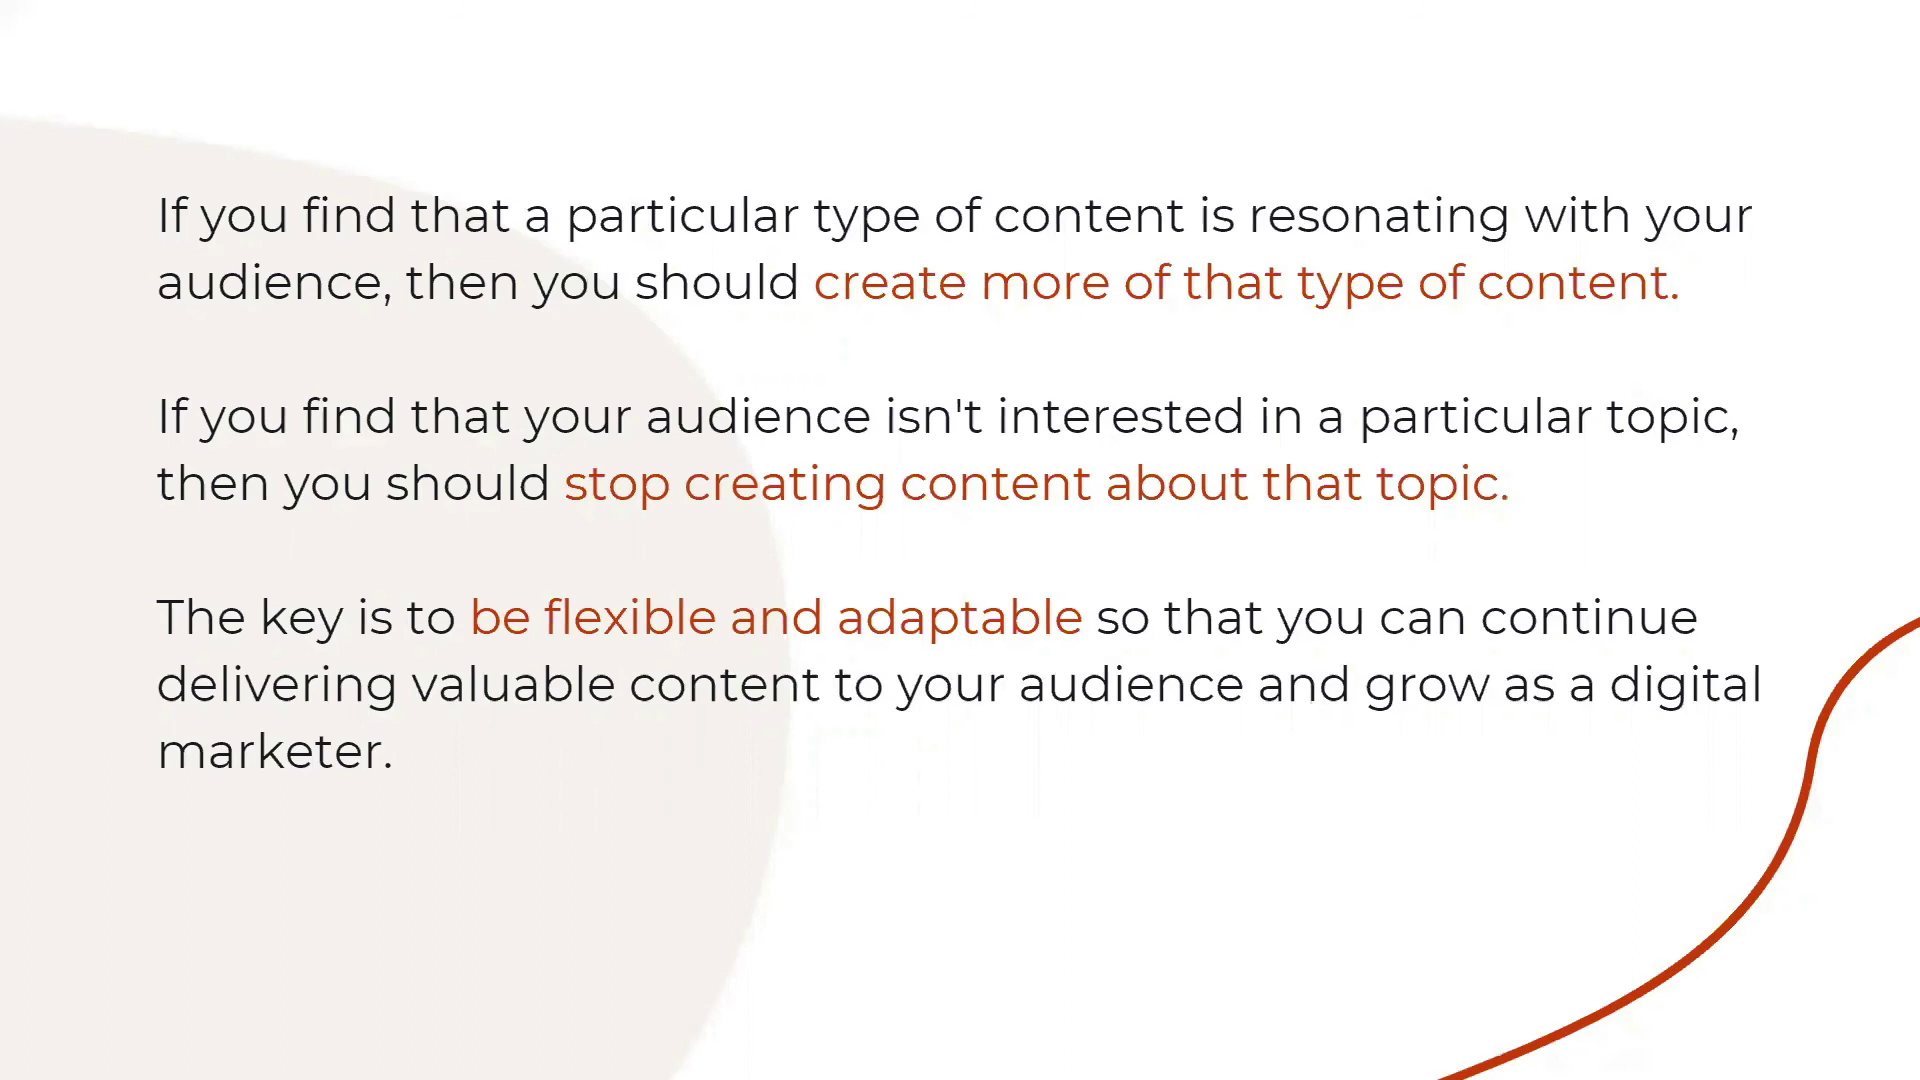 If you find that a particular type of content is resonating with your
audience, then you should create more of that type of content.
If you find that your audience isn't interested in a particular topic,
then you should stop creating content about that topic.
The key is to be flexible and adaptable so that you can continue
delivering valuable content to your audience and grow as a digital
marketer.